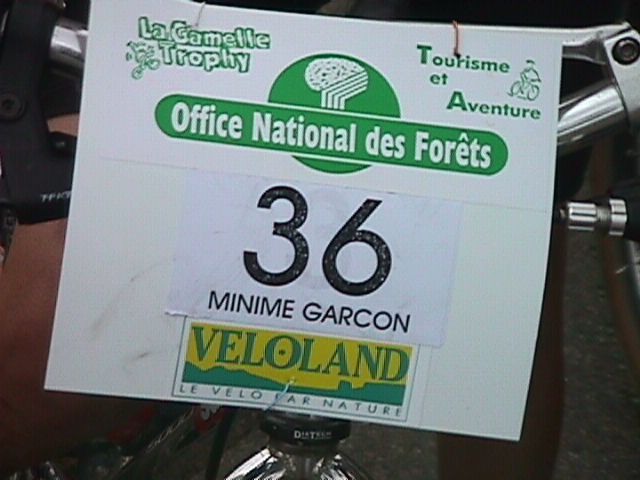 La Gamelle
Trophy
Tourisme
et
Aventure
Office National des Forêts
36
MINIME GARCON
VELOLAND
LE VELO PAR NATURE